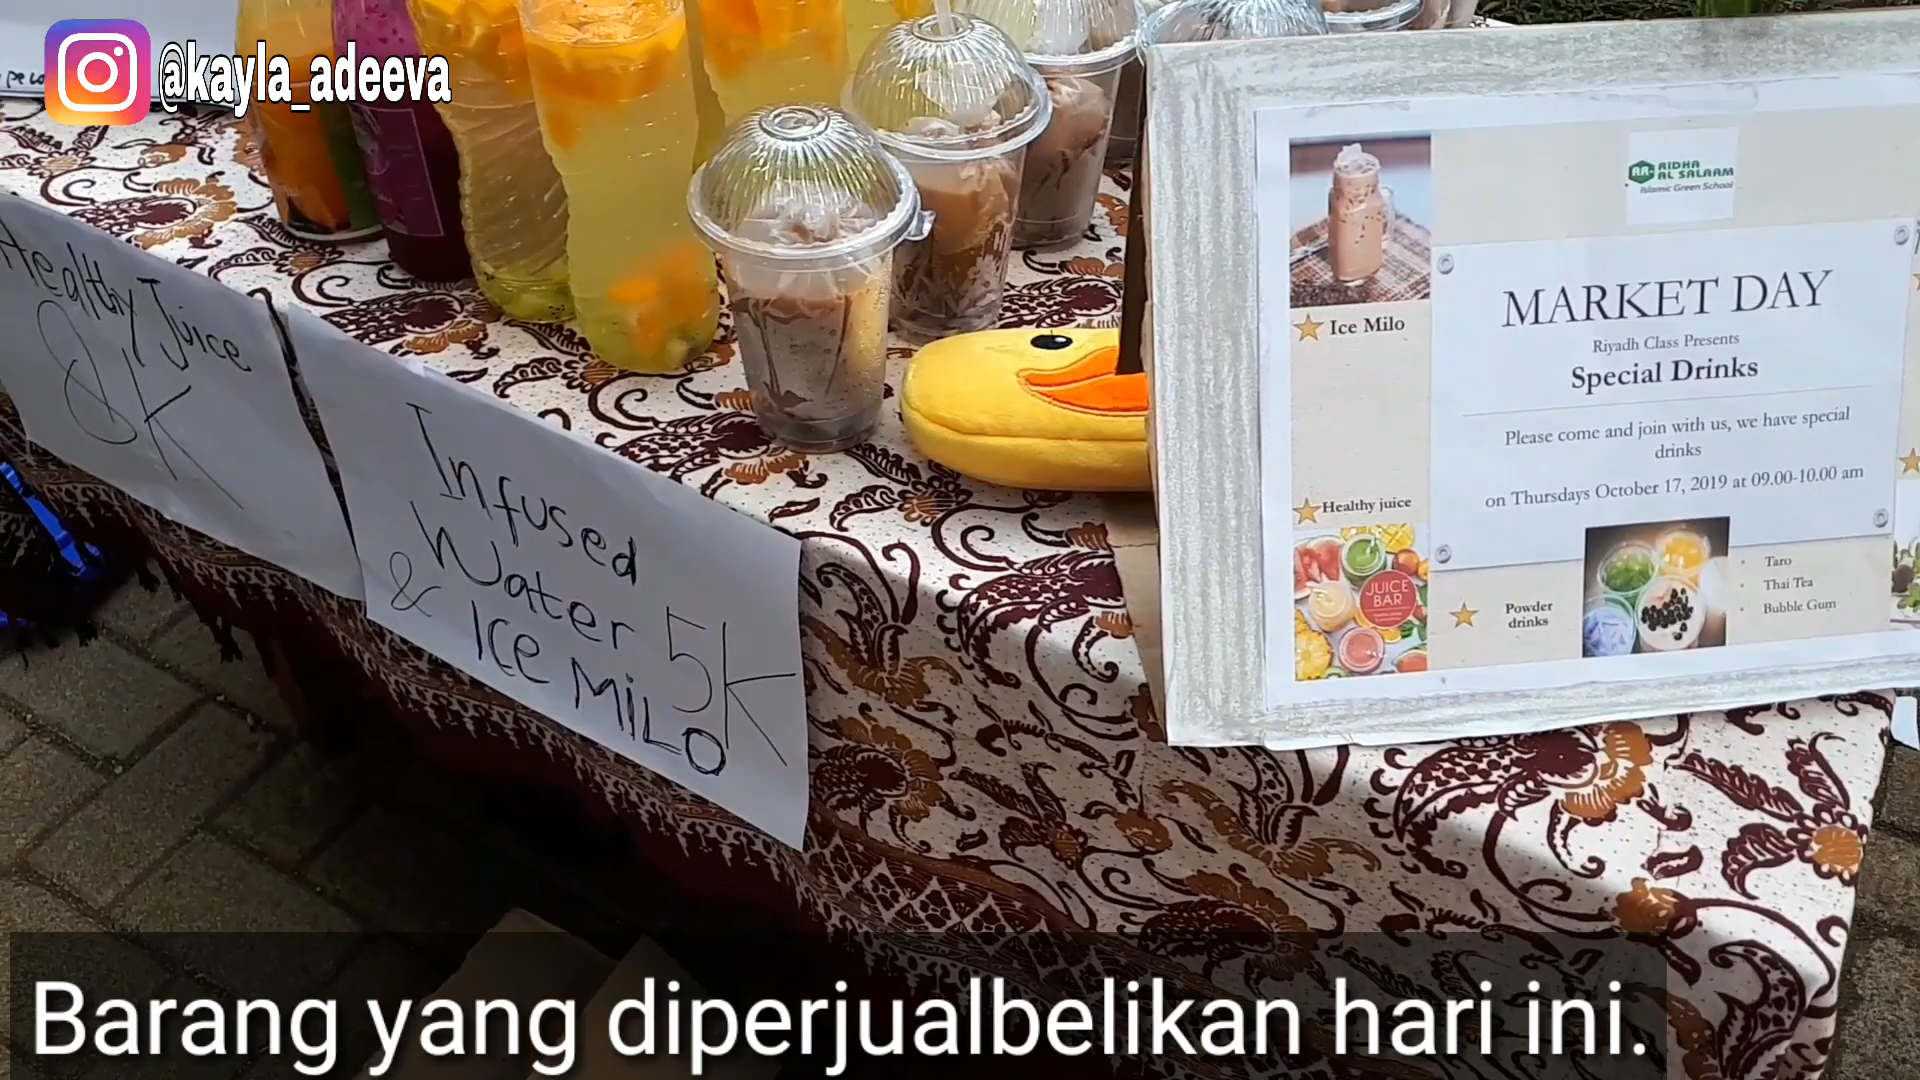 @kayla_adeeva
Healthy Juice
8K
Infused
Water 5K
& Ice MILO
RIDHA
AR AL SALAAM
Islamic Green School
MARKET DAY
Riyadh Class Presents
Special Drinks
Please come and join with us, we have special
drinks
on Thursdays October 17, 2019 at 09.00-10.00 am
Ice Milo
Healthy juice
JUICE
BAR
Powder
drinks
Taro
Thai Tea
Bubble Gum
Barang yang diperjualbelikan hari ini.